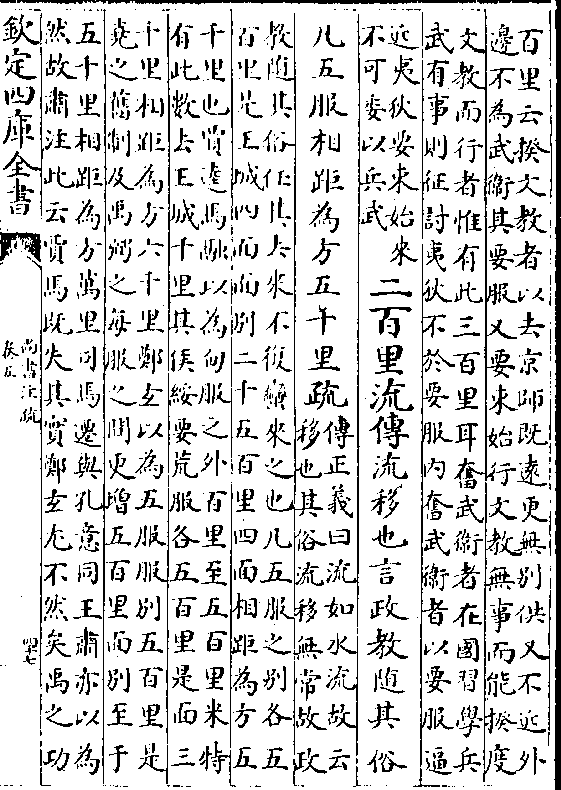 百里云揆文教者以去京師既遠更無别供又不近外
邊不為武衛其要服又要束始行文教無事而能揆度
文教而行者惟有此三百里耳奮武衛者在國習學兵
武有事則征討夷狄不於要服内奮武衛者以要服逼
近夷狄要束始來
不可委以兵武
二百里流傳流移也言政教随其俗
凡五服相距為方五千里疏
傳正義曰流如水流故云
移也其俗流移無常故政
教随其俗任其去來不復蠻來之也凡五服之别各五
百里是王城四面面别二十五百里四面相距為方五
千里也賈逵馬融以為甸服之外百里至五百里米特
有此數去王城千里其侯綏要荒服各五百里是面三
千里相距為方六千里鄭玄以為五服服别五百里是
堯之舊制及禹弼之每服之間更增五百里面别至于
五十里相距為方萬里司馬遷與孔意同王肅亦以為
然故肅注此云賈馬既失其實鄭玄尤不然矣禹之功
欽定四庫全書
尚書注疏
卷五
四七